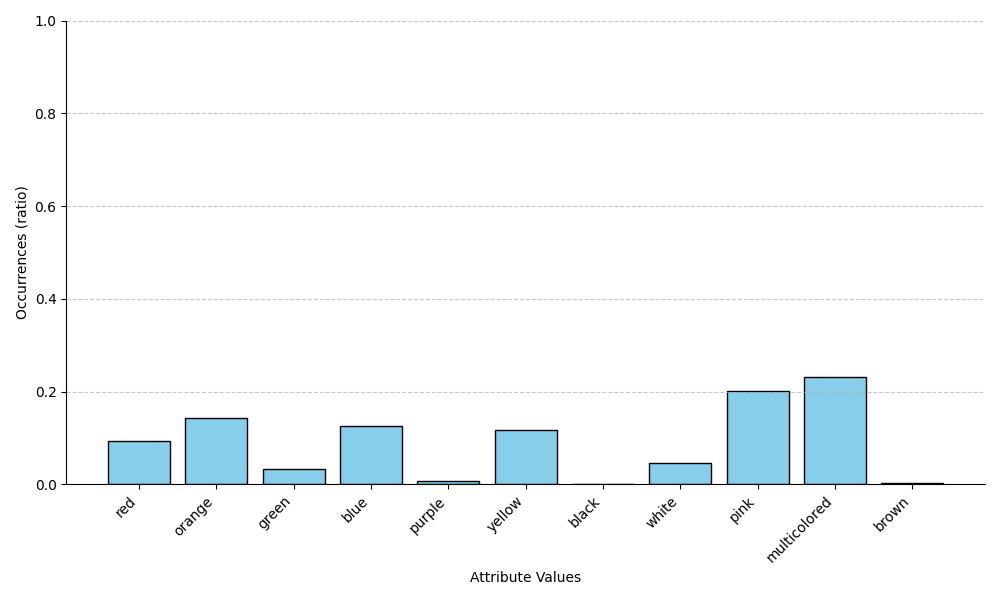 1.0
0.8
0.6
0.4
0.2
0.0
Occurrences (ratio)
red
orange
green
blue
purple
yellow
black
white
pink
multicolored
brown
Attribute Values